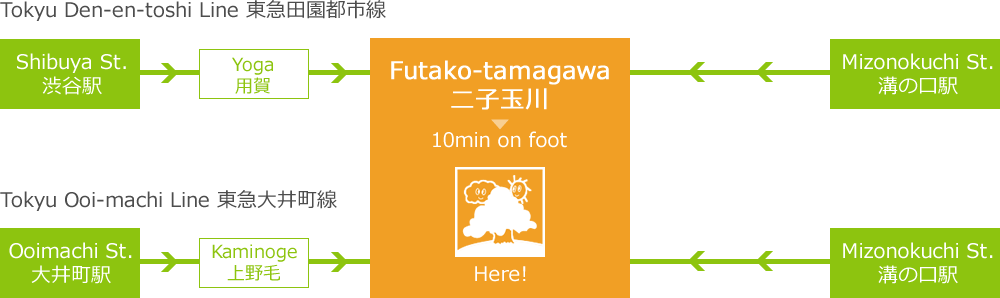 Tokyu Den-en-toshi Line 東急田園都市線
Shibuya St.
渋谷駅
Yoga
用賀
Futako-tamagawa
二子玉川
10min on foot
Here!
Mizonokuchi St.
溝の口駅
Tokyu Ooi-machi Line 東急大井町線
Ooimachi St.
大井町駅
Kaminoge
上野毛
Mizonokuchi St.
溝の口駅